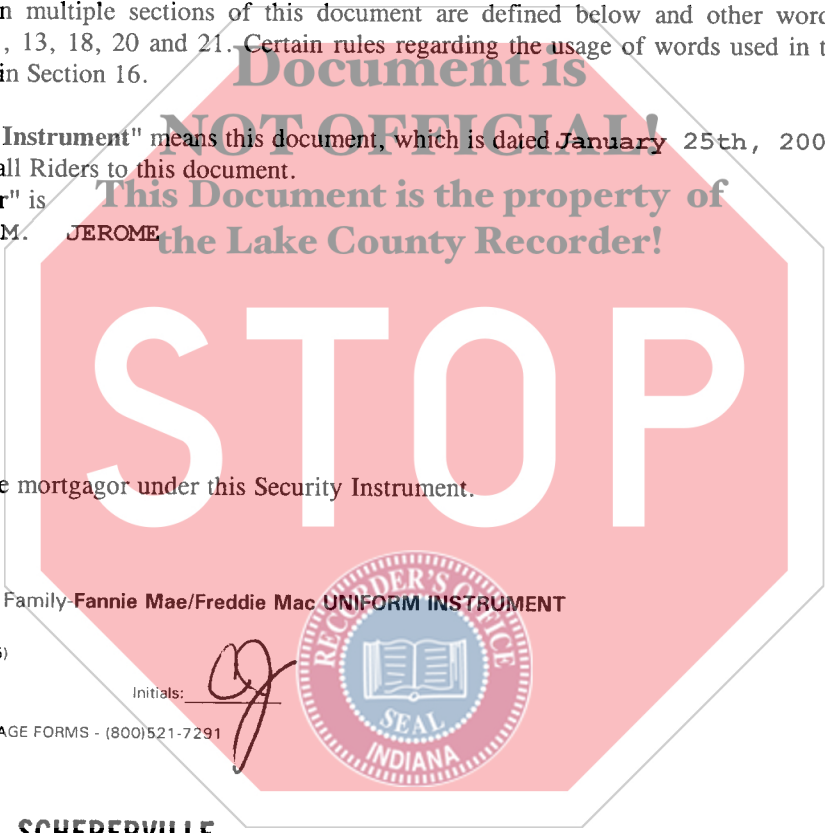 n multiple sections of this document are defined below and other word
, 13, 18, 20 and 21. Certain rules regarding the usage of words used in t
in Section 16.
Document is
NOT OFFICIAL!
Instrument" means this document, which is dated January 25th, 200
all Riders to this document.
This Document is the property of
r" is
the Lake County Recorder!
M. JEROME
STOP
e mortgagor under this Security Instrument.
RECORDER'S OFFICE
Family-Fannie Mae/Freddie Mac UNIFORM INSTRUMENT
Initials: CJ
SEAL
INDIANA
AGE FORMS - (800)521-7291
SCHERERVILLE